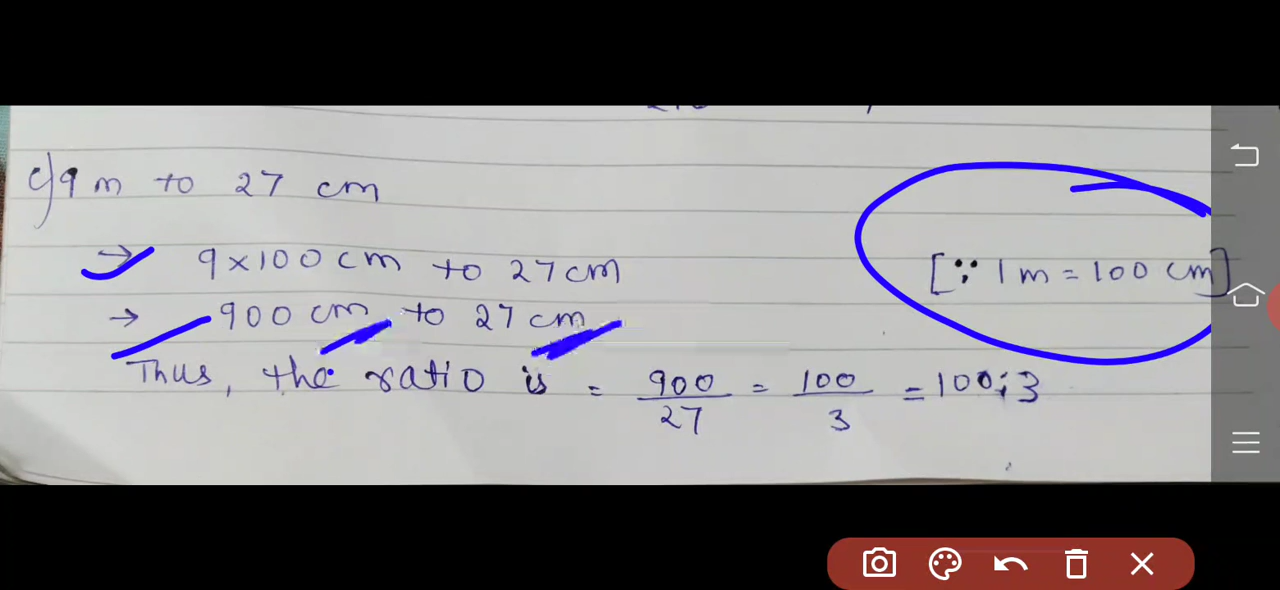 c) 9 m to 27 cm
→ 9×100 cm to 27 cm [∵ 1 m = 100 cm]
→ 900 cm to 27 cm
Thus, the ratio is = 900/27 = 100/3 = 100:3